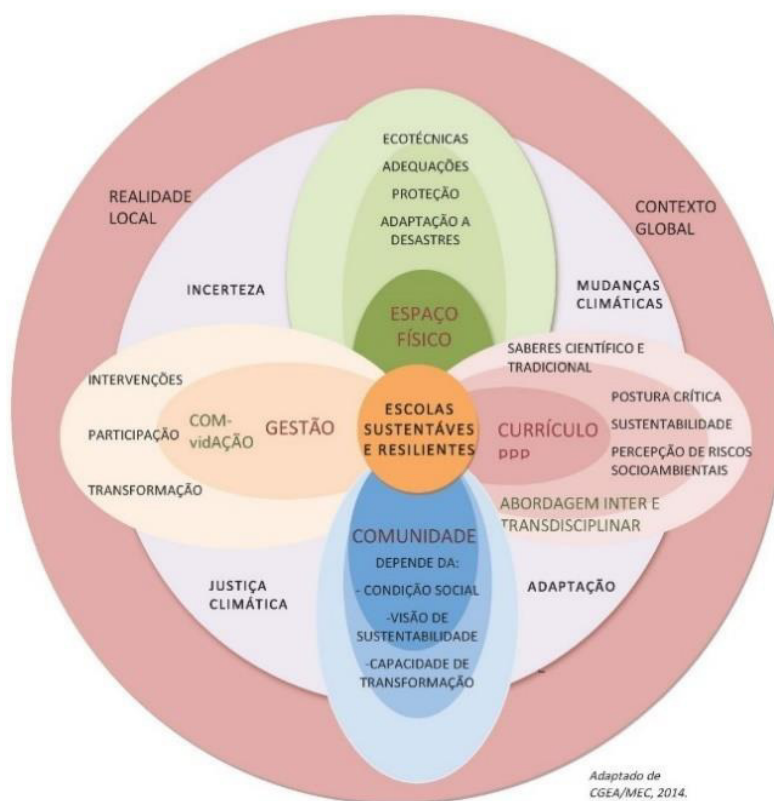 ECOTÉCNICAS
ADEQUAÇÕES
PROTEÇÃO
ADAPTAÇÃO A
DESASTRES
ESPAÇO
FÍSICO
REALIDADE
LOCAL
CONTEXTO
GLOBAL
INCERTEZA
MUDANÇAS
CLIMÁTICAS
INTERVENÇÕES
PARTICIPAÇÃO
TRANSFORMAÇÃO
COM-
vidAÇÃO
GESTÃO
ESCOLAS
SUSTENTÁVES
E RESILIENTES
CURRÍCULO
PPP
SABERES CIENTÍFICO E
TRADICIONAL
POSTURA CRÍTICA
SUSTENTABILIDADE
PERCEPÇÃO DE RISCOS
SOCIOAMBIENTAIS
ABORDAGEM INTER E
TRANSDISCIPLINAR
COMUNIDADE
DEPENDE DA:
- CONDIÇÃO SOCIAL
-VISÃO DE
SUSTENTABILIDADE
-CAPACIDADE DE
TRANSFORMAÇÃO
JUSTIÇA
CLIMÁTICA
ADAPTAÇÃO
Adaptado de
CGEA/MEC, 2014.